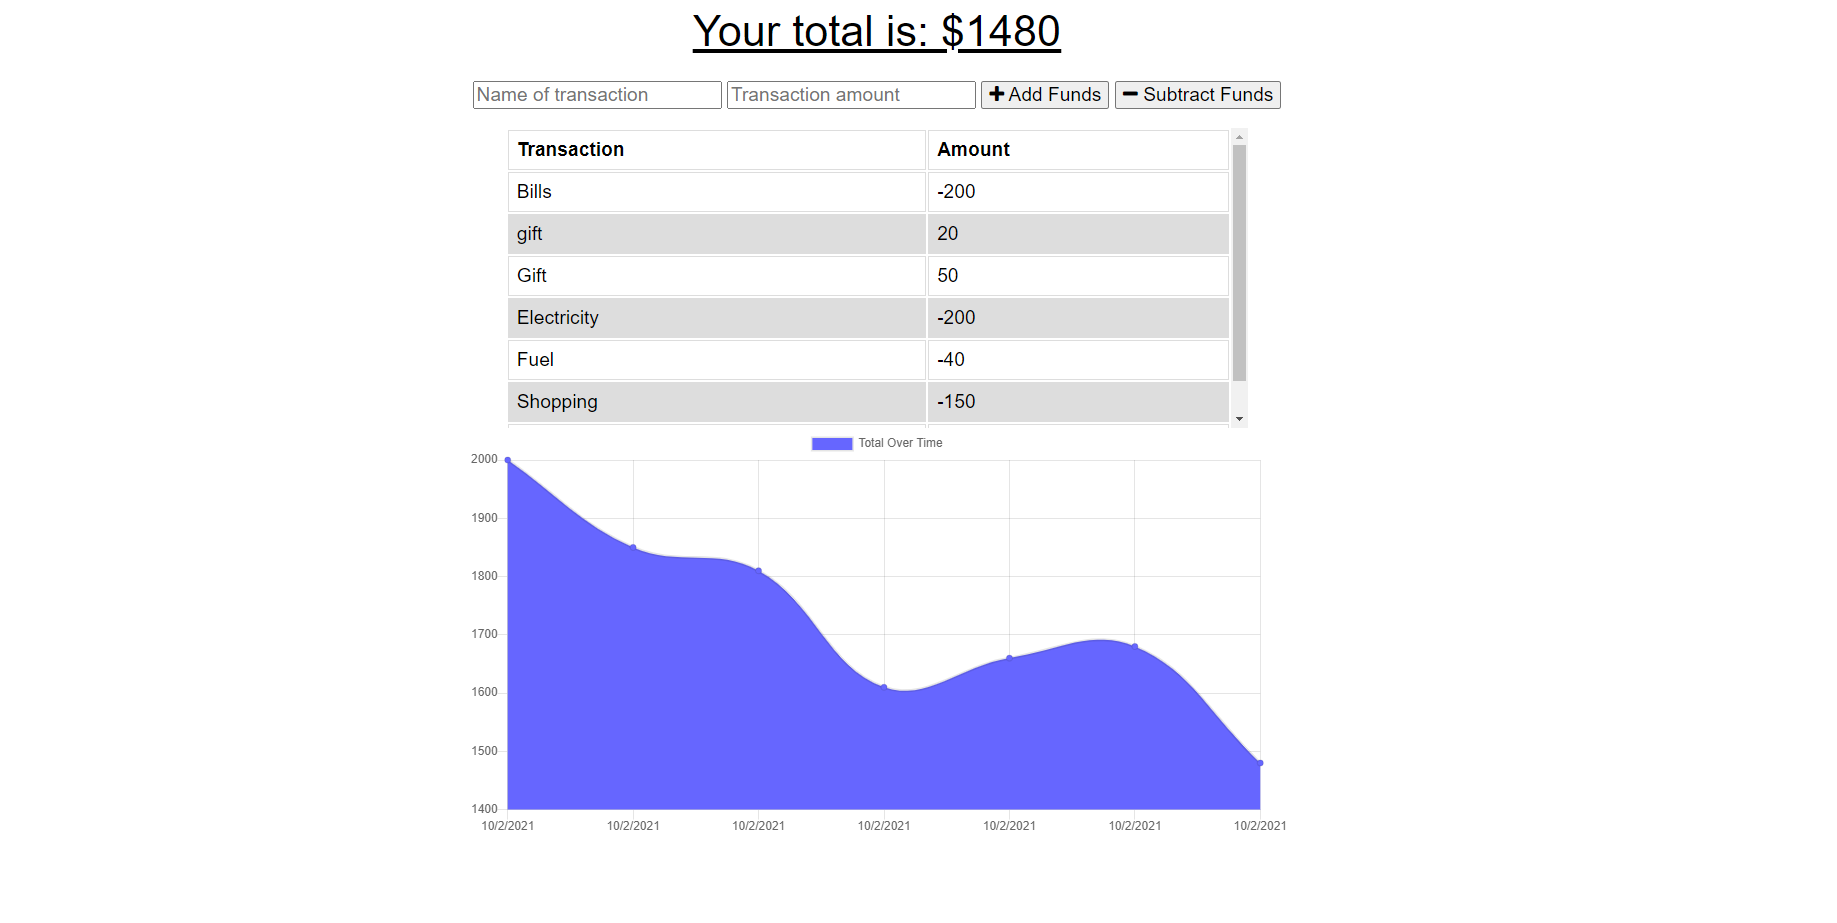 Your total is: $1480
Name of transaction Transaction amount Add Funds Subtract Funds
Transaction Amount
Bills -200
gift 20
Gift 50
Electricity -200
Fuel -40
Shopping -150
Total Over Time
2000
1900
1800
1700
1600
1500
1400
10/2/2021 10/2/2021 10/2/2021 10/2/2021 10/2/2021 10/2/2021 10/2/2021